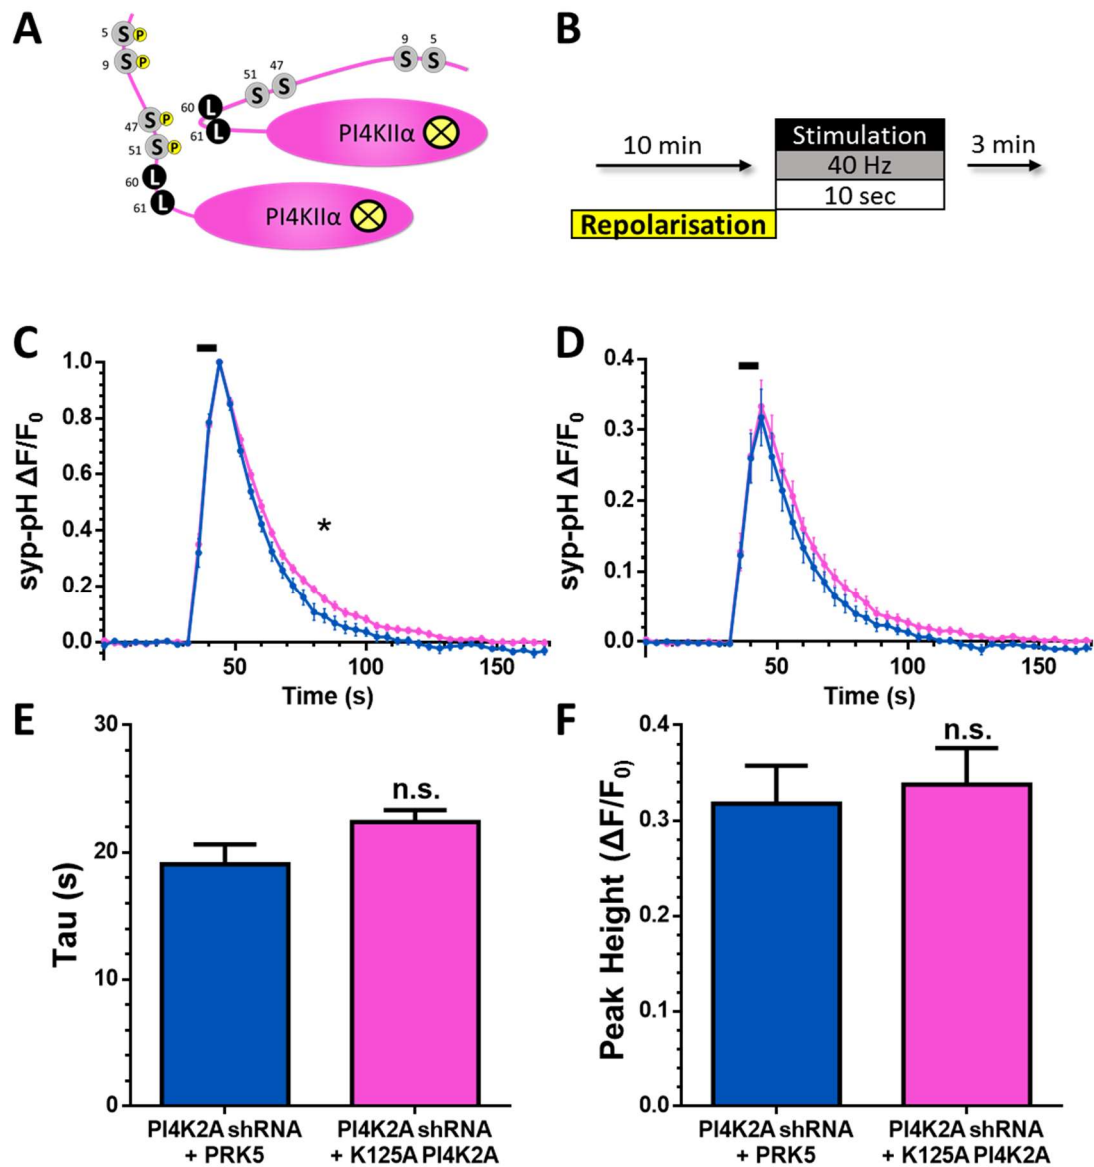 A
5 S P
9 S P
47 S P
51 S P
60 L
61 L
PI4KIIα
9 5
S S
51 47
S S
60 L
61 L
PI4KIIα
B
10 min
Stimulation
40 Hz
10 sec
3 min
Repolarisation
C
syp-pH ΔF/F0
1.0
0.8
0.6
0.4
0.2
0.0
*
50
100
150
Time (s)
D
syp-pH ΔF/F0
0.4
0.3
0.2
0.1
0.0
50
100
150
Time (s)
E
Tau (s)
30
20
10
0
n.s.
PI4K2A shRNA
+ PRK5
PI4K2A shRNA
+ K125A PI4K2A
F
Peak Height (ΔF/F0)
0.4
0.3
0.2
0.1
0.0
n.s.
PI4K2A shRNA
+ PRK5
PI4K2A shRNA
+ K125A PI4K2A